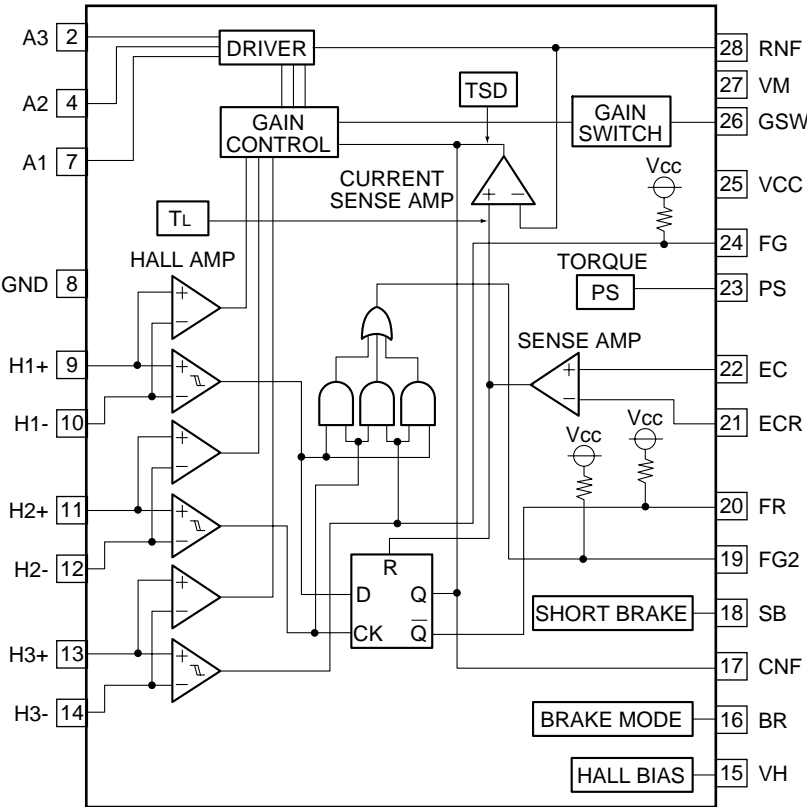 A3 2
A2 4
A1 7
GND 8
H1+ 9
H1- 10
H2+ 11
H2- 12
H3+ 13
H3- 14
DRIVER
GAIN
CONTROL
TSD
GAIN
SWITCH
CURRENT
SENSE AMP
+ −
TL
HALL AMP
+
−
+
−
+
−
+
−
+
−
+
−
Vcc
TORQUE
PS
SENSE AMP
+
−
Vcc
Vcc
R
D Q
CK Q̅
SHORT BRAKE
BRAKE MODE
HALL BIAS
28 RNF
27 VM
26 GSW
25 VCC
24 FG
23 PS
22 EC
21 ECR
20 FR
19 FG2
18 SB
17 CNF
16 BR
15 VH